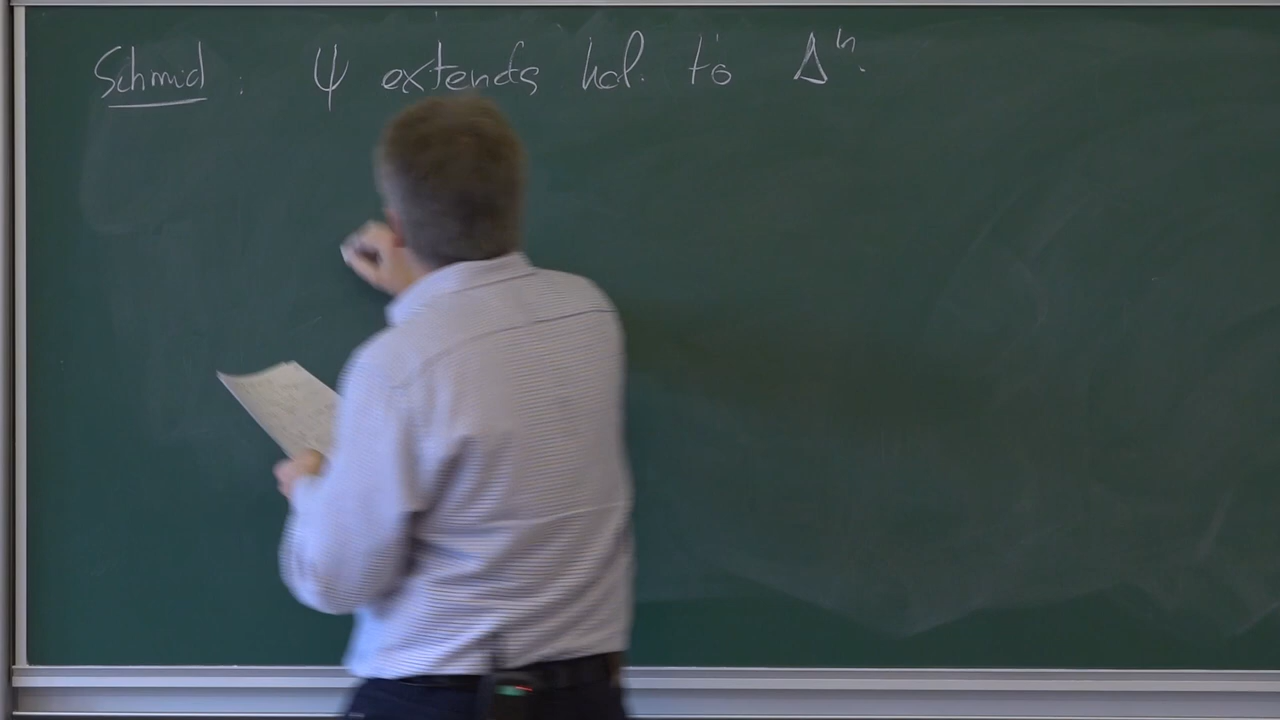 Schmid : ψ extends hol. to Δⁿ.